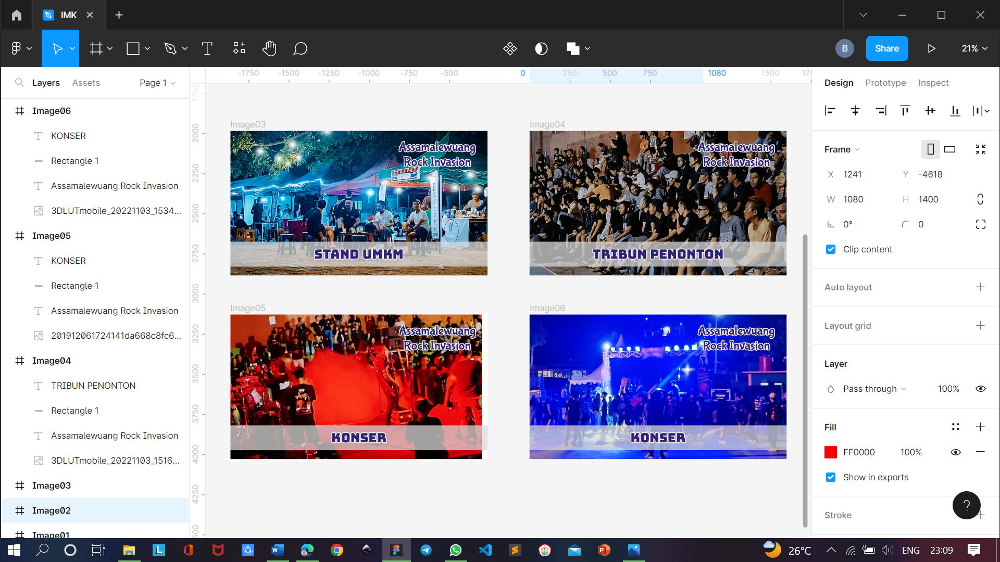 IMK
B
Share
21%
Layers
Assets
Page 1
Image06
KONSER
Rectangle 1
Assamalewuang Rock Invasion
3DLUTmobile_20221103_1534...
Image05
KONSER
Rectangle 1
Assamalewuang Rock Invasion
201912061724141da668c8fc6...
Image04
TRIBUN PENONTON
Rectangle 1
Assamalewuang Rock Invasion
3DLUTmobile_20221103_1516...
Image03
Image02
Image01
-1750 -1500 -1250 -1000 -750 -500 0 250 500 750 1080 1500
1750
2000
2250
2500
2750
3000
3250
3500
3750
4000
4250
Image03
Assamalewuang
Rock Invasion
STAND UMKM
Image04
Assamalewuang
Rock Invasion
TRIBUN PENONTON
Image05
Assamalewuang
Rock Invasion
KONSER
Image06
Assamalewuang
Rock Invasion
KONSER
Design
Prototype
Inspect
Frame
X 1241 Y -4618
W 1080 H 1400
0° 0
Clip content
Auto layout
Layout grid
Layer
Pass through 100%
Fill
FF0000 100%
Show in exports
Stroke
?
26°C
ENG
23:09